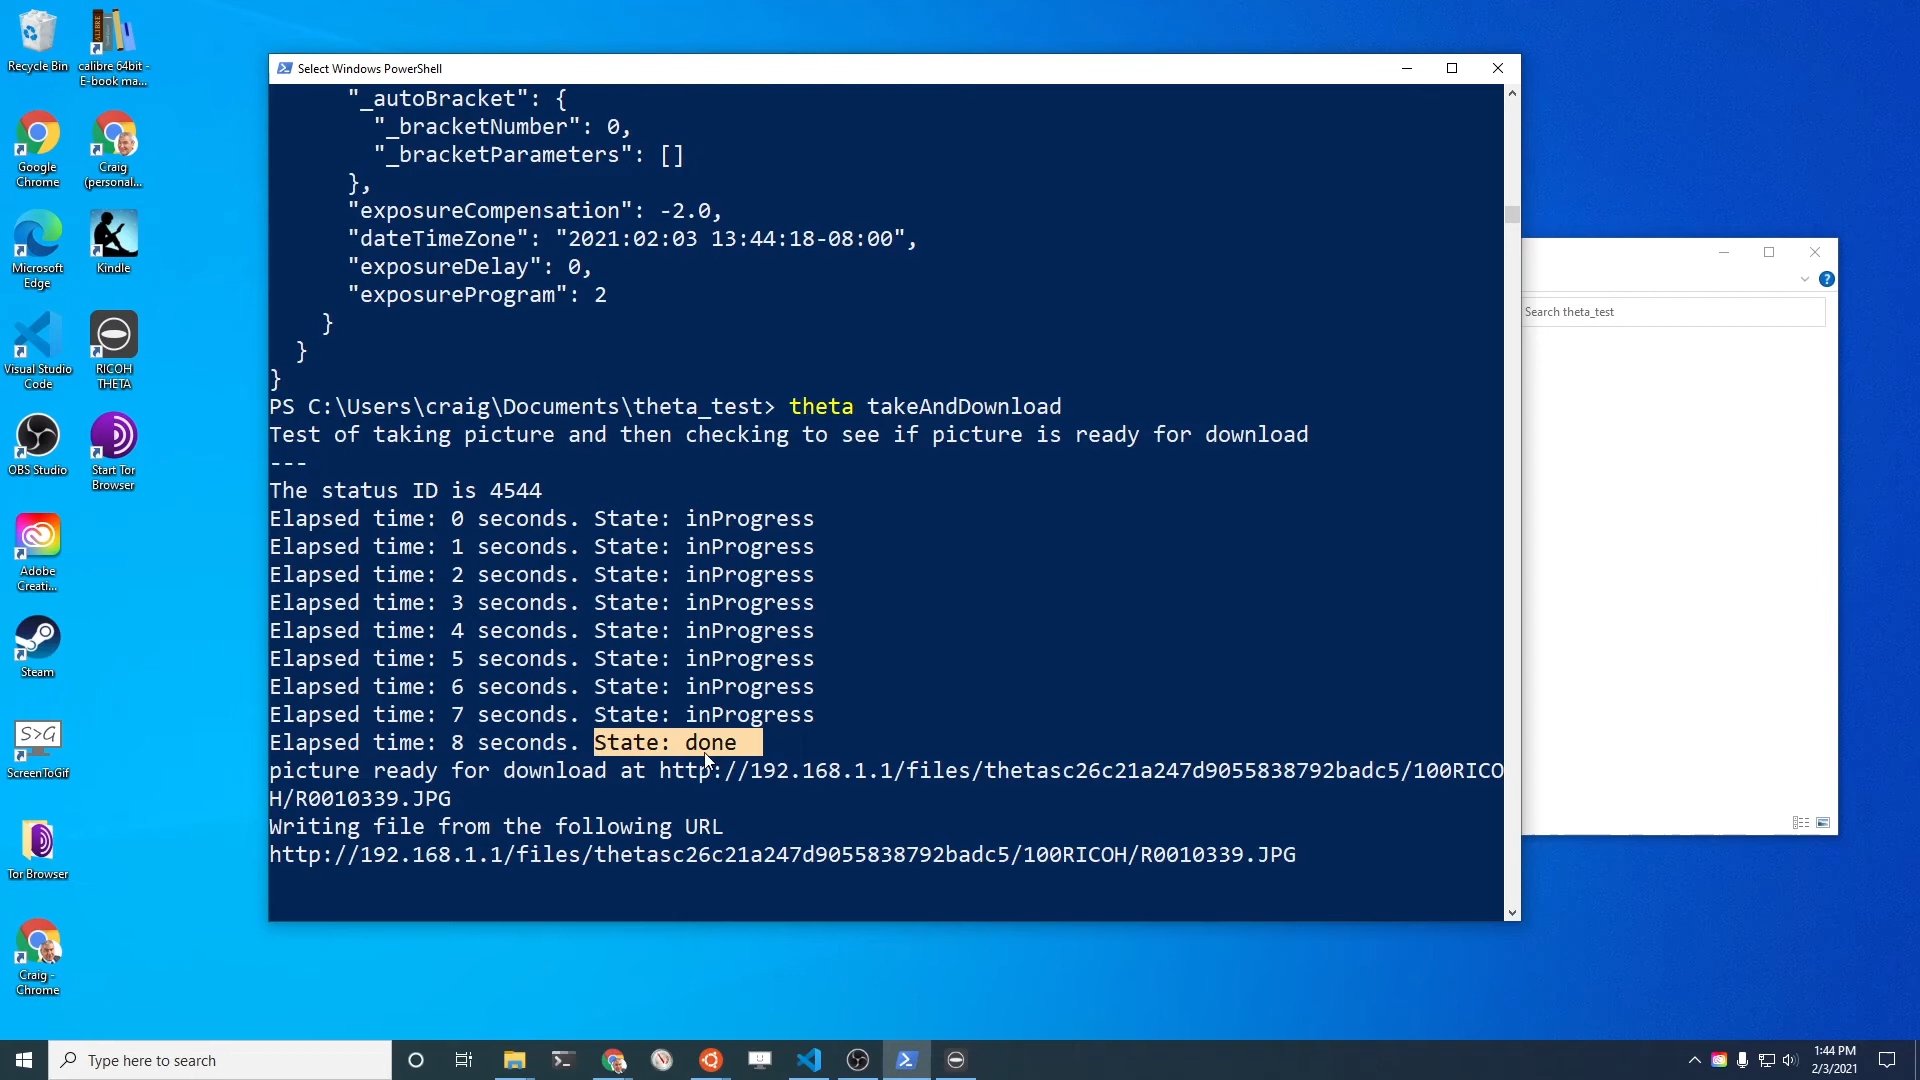 Recycle Bin
calibre 64bit -
E-book ma...
Google
Chrome
Craig
(personal...
Microsoft
Edge
Kindle
Visual Studio
Code
RICOH
THETA
OBS Studio
Start Tor
Browser
Adobe
Creati...
Steam
S>G
ScreenToGif
Tor Browser
Craig -
Chrome
Select Windows PowerShell
"_autoBracket": {
"_bracketNumber": 0,
"_bracketParameters": []
},
"exposureCompensation": -2.0,
"dateTimeZone": "2021:02:03 13:44:18-08:00",
"exposureDelay": 0,
"exposureProgram": 2
}
}
}
PS C:\Users\craig\Documents\theta_test> theta takeAndDownload
Test of taking picture and then checking to see if picture is ready for download
---
The status ID is 4544
Elapsed time: 0 seconds. State: inProgress
Elapsed time: 1 seconds. State: inProgress
Elapsed time: 2 seconds. State: inProgress
Elapsed time: 3 seconds. State: inProgress
Elapsed time: 4 seconds. State: inProgress
Elapsed time: 5 seconds. State: inProgress
Elapsed time: 6 seconds. State: inProgress
Elapsed time: 7 seconds. State: inProgress
Elapsed time: 8 seconds. State: done
picture ready for download at http://192.168.1.1/files/thetasc26c21a247d9055838792badc5/100RICO
H/R0010339.JPG
Writing file from the following URL
http://192.168.1.1/files/thetasc26c21a247d9055838792badc5/100RICOH/R0010339.JPG
Search theta_test
Type here to search
1:44 PM
2/3/2021